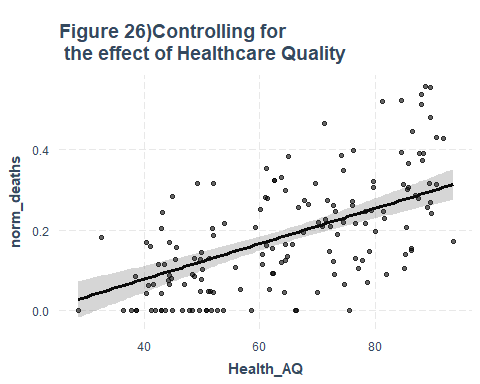 Figure 26)Controlling for
the effect of Healthcare Quality
norm_deaths
0.4
0.2
0.0
40 60 80
Health_AQ